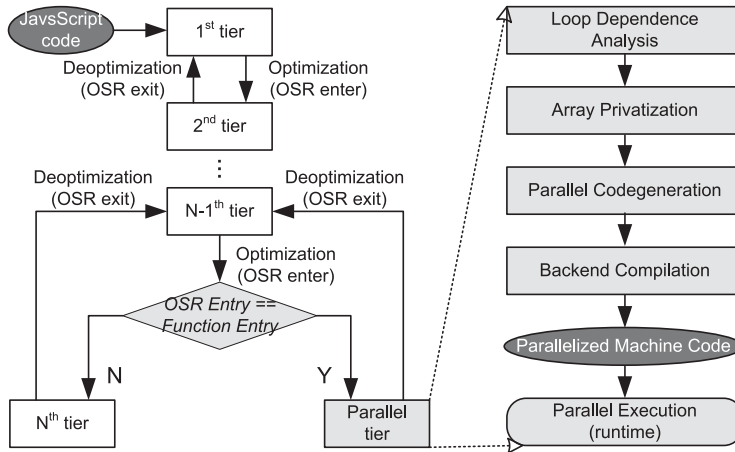 JavsScript
code
1st tier
Deoptimization
(OSR exit)
Optimization
(OSR enter)
2nd tier
⋮
Deoptimization
(OSR exit)
N-1th tier
Deoptimization
(OSR exit)
Optimization
(OSR enter)
OSR Entry ==
Function Entry
N
Y
Nth tier
Parallel
tier
Loop Dependence
Analysis
Array Privatization
Parallel Codegeneration
Backend Compilation
Parallelized Machine Code
Parallel Execution
(runtime)